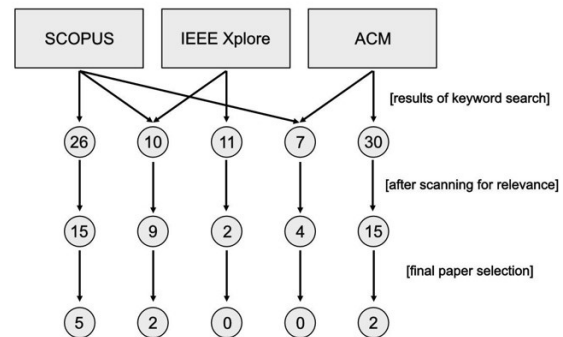 SCOPUS IEEE Xplore ACM
[results of keyword search]
26 10 11 7 30
[after scanning for relevance]
15 9 2 4 15
[final paper selection]
5 2 0 0 2